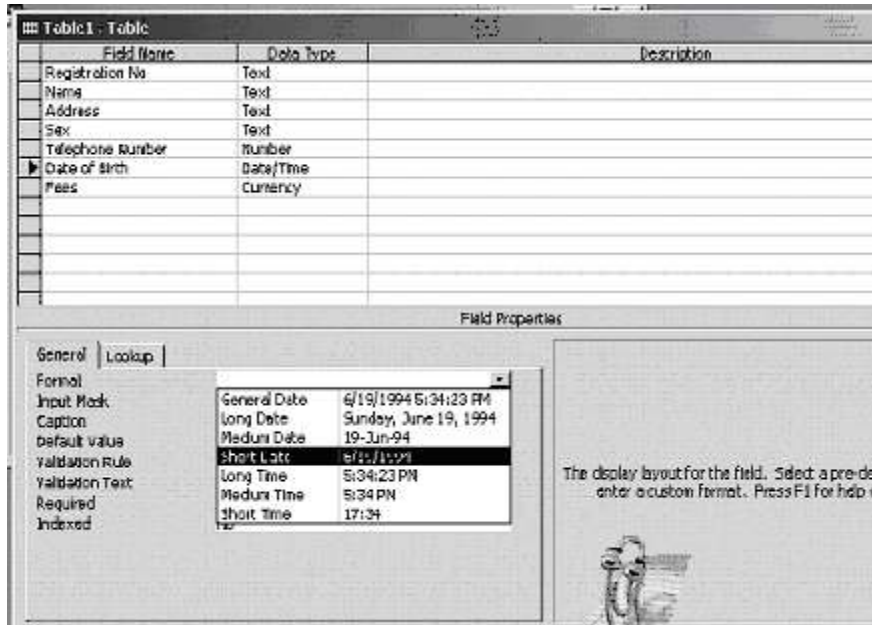 Table1 : Table
Field Name Data Type Description
Registration No Text
Name Text
Address Text
Sex Text
Telephone Number Number
Date of Birth Date/Time
Fees Currency
Field Properties
General Lookup
Format
Input Mask
Caption
Default Value
Validation Rule
Validation Text
Required
Indexed No
General Date 6/19/1994 5:34:23 PM
Long Date Sunday, June 19, 1994
Medium Date 19-Jun-94
Short Date 6/19/1994
Long Time 5:34:23 PM
Medium Time 5:34 PM
Short Time 17:34
The display layout for the field. Select a pre-de
enter a custom format. Press F1 for help